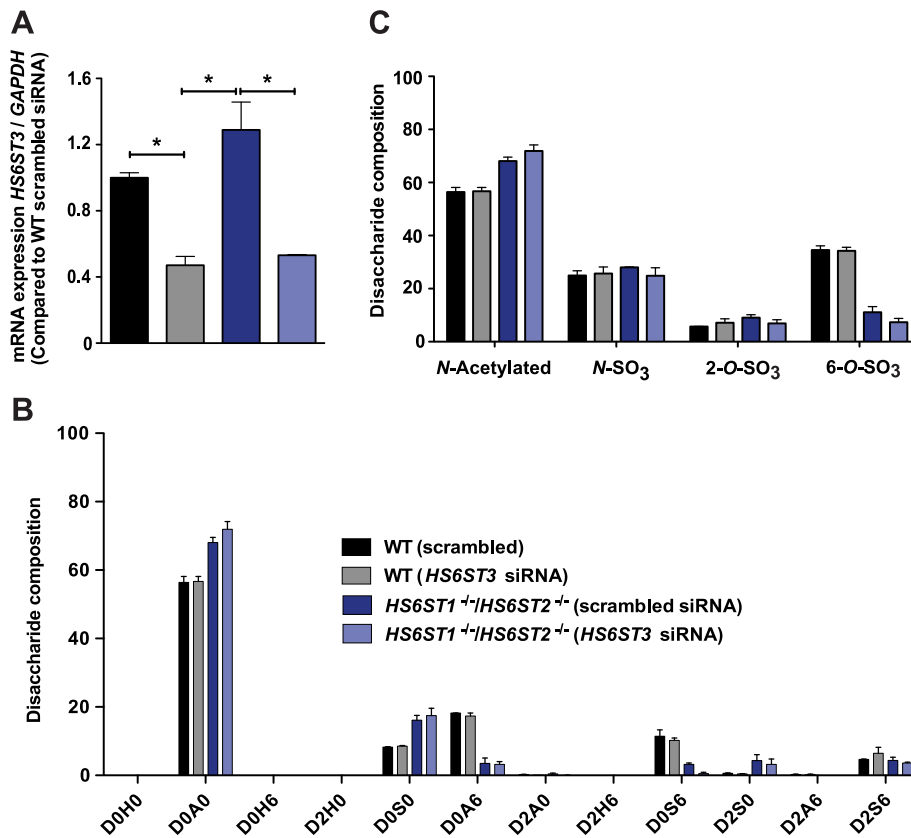 A
mRNA expression HS6ST3 / GAPDH
(Compared to WT scrambled siRNA)
1.6
1.2
0.8
0.4
0
*
*
*
C
Disaccharide composition
100
80
60
40
20
0
N-Acetylated
N-SO3
2-O-SO3
6-O-SO3
B
Disaccharide composition
100
80
60
40
20
0
WT (scrambled)
WT (HS6ST3 siRNA)
HS6ST1 -/-/HS6ST2 -/- (scrambled siRNA)
HS6ST1 -/-/HS6ST2 -/- (HS6ST3 siRNA)
D0H0
D0A0
D0H6
D2H0
D0S0
D0A6
D2A0
D2H6
D0S6
D2S0
D2A6
D2S6